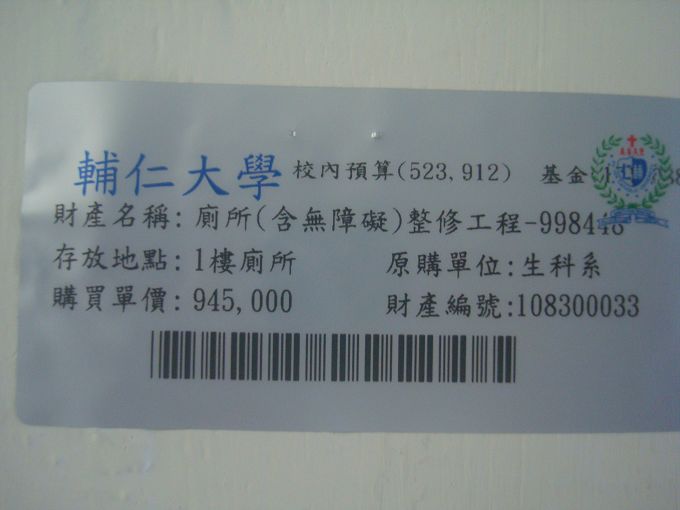 輔仁大學 校內預算(523,912) 基金
財產名稱: 廁所(含無障礙)整修工程-998448
存放地點: 1樓廁所 原購單位:生科系
購買單價: 945,000 財產編號:108300033